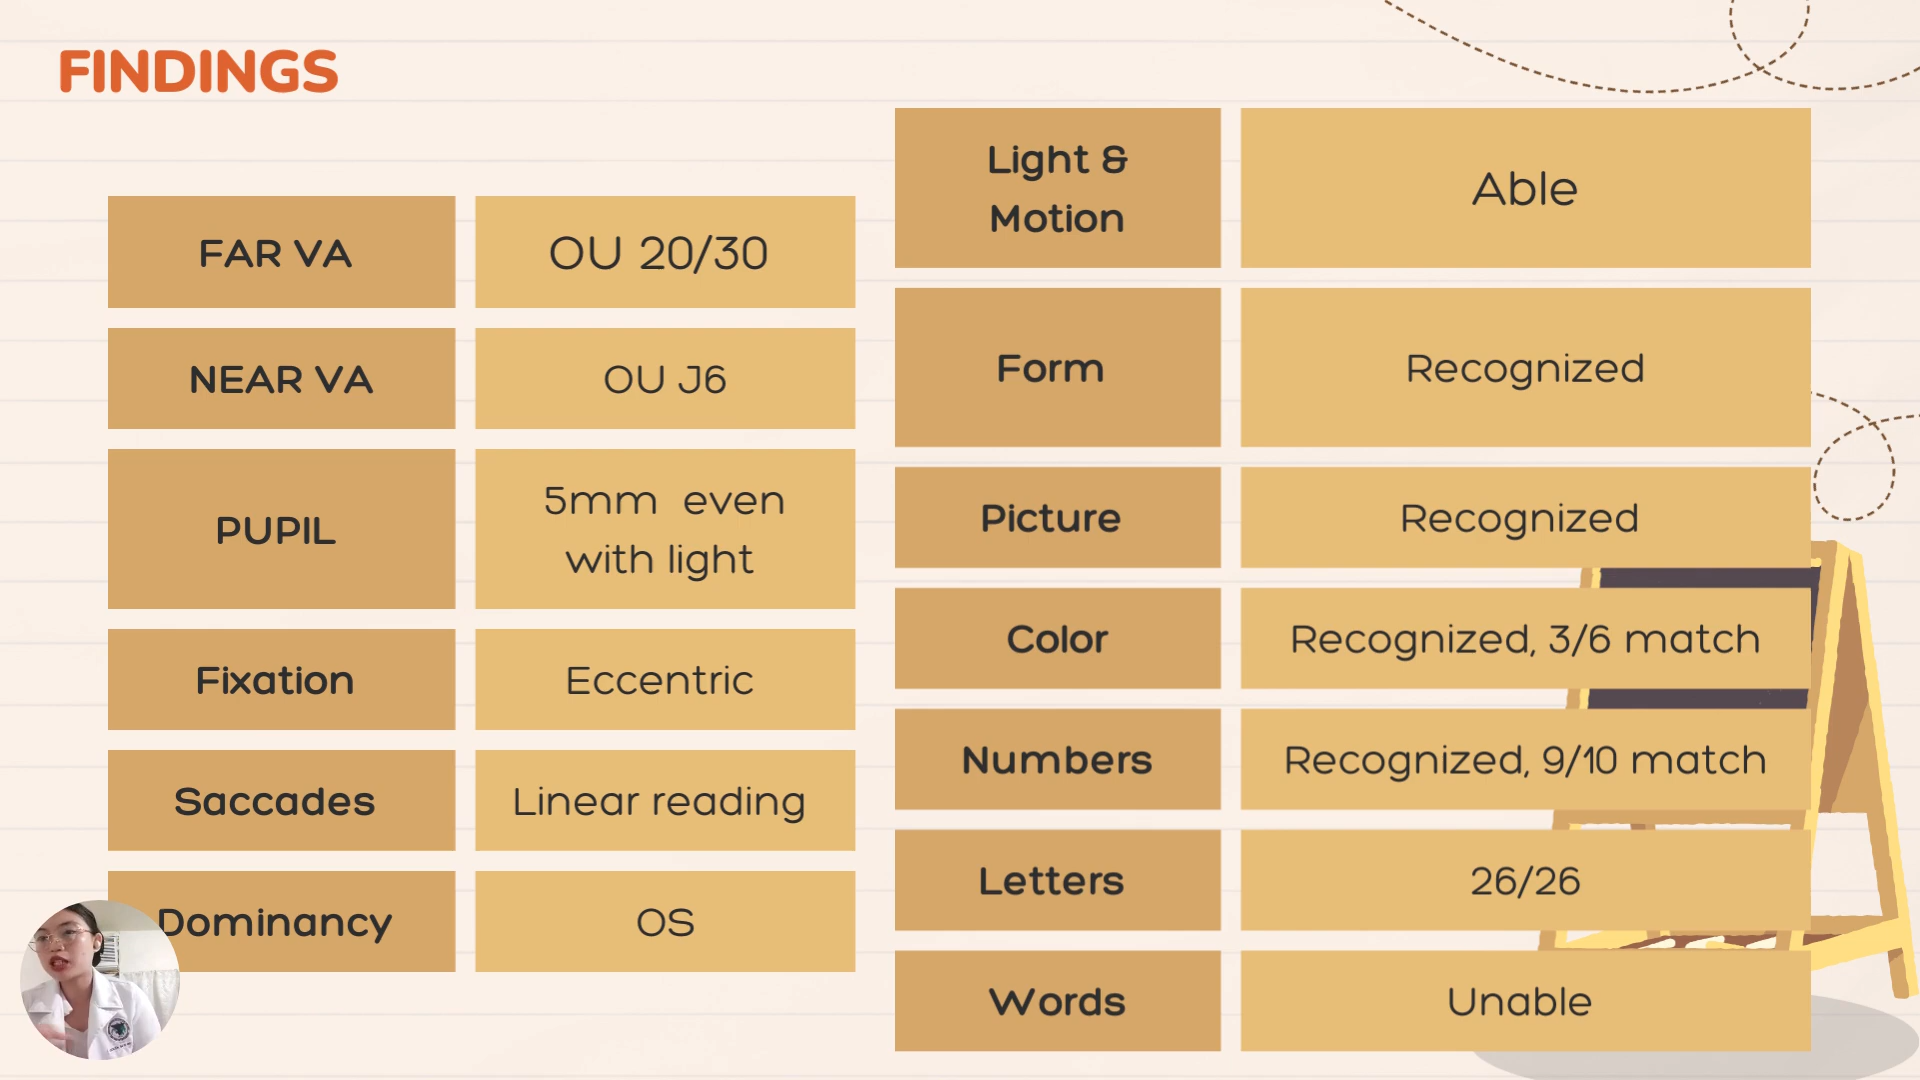 FINDINGS
FAR VA
OU 20/30
NEAR VA
OU J6
PUPIL
5mm even
with light
Fixation
Eccentric
Saccades
Linear reading
Dominancy
OS
Light &
Motion
Able
Form
Recognized
Picture
Recognized
Color
Recognized, 3/6 match
Numbers
Recognized, 9/10 match
Letters
26/26
Words
Unable